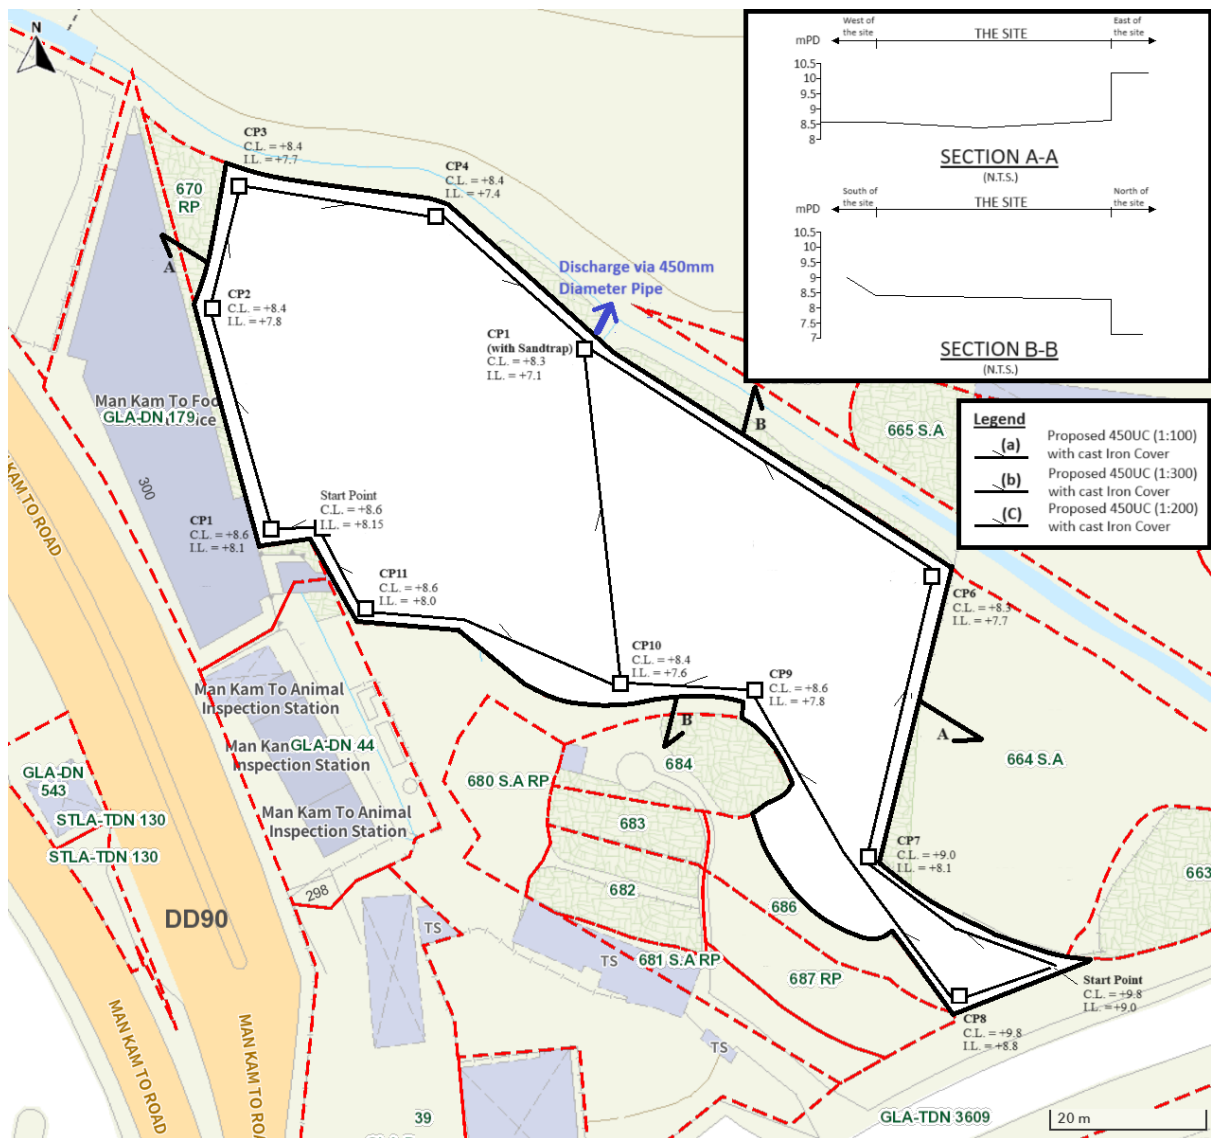 N
West of
the site
THE SITE
East of
the site
mPD
10.5
10
9.5
9
8.5
8
SECTION A-A
(N.T.S.)
South of
the site
THE SITE
North of
the site
mPD
10.5
10
9.5
9
8.5
8
7.5
7
SECTION B-B
(N.T.S.)
Legend
(a)
Proposed 450UC (1:100)
with cast Iron Cover
(b)
Proposed 450UC (1:300)
with cast Iron Cover
(C)
Proposed 450UC (1:200)
with cast Iron Cover
CP3
C.L. = +8.4
I.L. = +7.7
CP4
C.L. = +8.4
I.L. = +7.4
670
RP
A
Discharge via 450mm
Diameter Pipe
CP2
C.L. = +8.4
I.L. = +7.8
CP1
(with Sandtrap)
C.L. = +8.3
I.L. = +7.1
B
665 S.A
Man Kam To Foo
GLA-DN 179
ice
300
MAN KAM TO ROAD
Start Point
C.L. = +8.6
I.L. = +8.15
CP1
C.L. = +8.6
I.L. = +8.1
CP11
C.L. = +8.6
I.L. = +8.0
CP6
C.L. = +8.3
I.L. = +7.7
CP10
C.L. = +8.4
I.L. = +7.6
CP9
C.L. = +8.6
I.L. = +7.8
Man Kam To Animal
Inspection Station
B
A
Man Kan
GLA-DN 44
Inspection Station
684
664 S.A
GLA-DN
543
680 S.A RP
Man Kam To Animal
Inspection Station
STLA-TDN 130
683
STLA-TDN 130
CP7
C.L. = +9.0
I.L. = +8.1
663
298
682
686
DD90
TS
TS
681 S.A RP
687 RP
Start Point
C.L. = +9.8
I.L. = +9.0
CP8
C.L. = +9.8
I.L. = +8.8
TS
MAN KAM TO ROAD
MAN KAM TO RO
39
GLA-TDN 3609
20 m